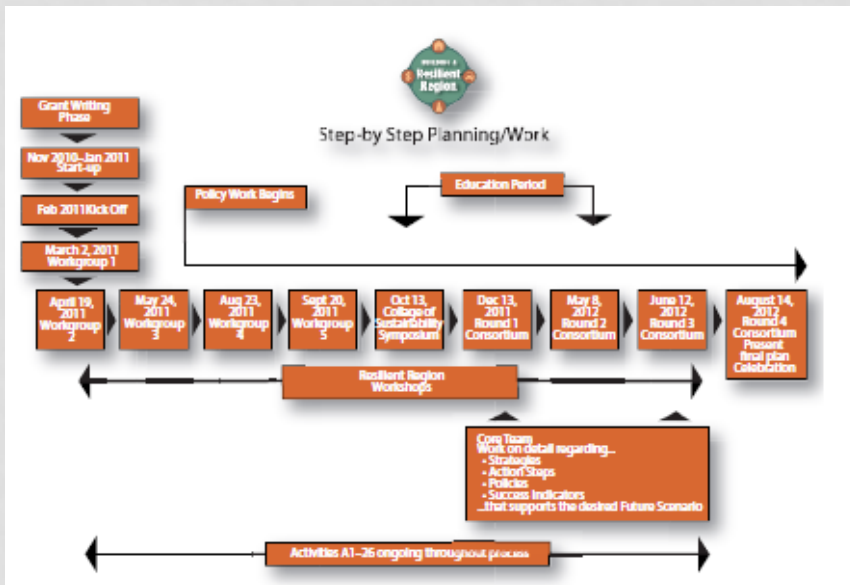 Resilient
Region
Step-by Step Planning/Work
Grant Writing
Phase
Nov 2010–Jan 2011
Start-up
Feb 2011 Kick Off
March 2, 2011
Workgroup 1
Policy Work Begins
Education Period
April 19,
2011
Workgroup
2
May 24,
2011
Workgroup
3
Aug 23,
2011
Workgroup
4
Sept 20,
2011
Workgroup
5
Oct 13,
Collage of
Sustainability
Symposium
Dec 13,
2011
Round 1
Consortium
May 8,
2012
Round 2
Consortium
June 12,
2012
Round 3
Consortium
August 14,
2012
Round 4
Consortium
Present
final plan
Celebration
Resilient Region
Workshops
Core Team
Work on detail regarding...
- Strategies
- Action Steps
- Policies
- Success Indicators
...that supports the desired Future Scenario
Activities A1–26 ongoing throughout process